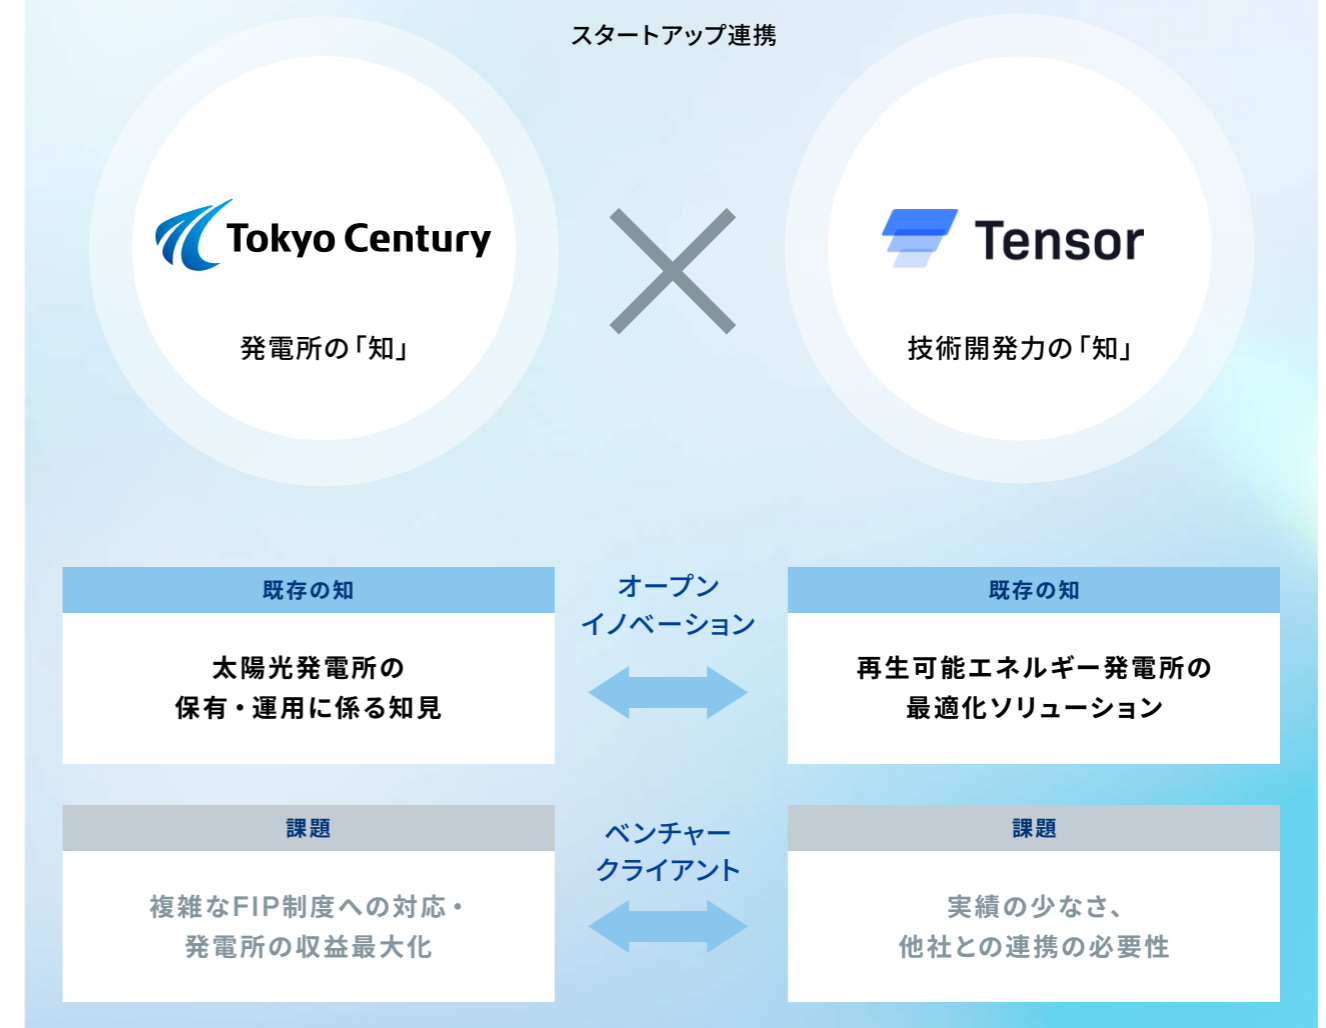 スタートアップ連携
Tokyo Century
発電所の「知」
Tensor
技術開発力の「知」
既存の知
太陽光発電所の
保有・運用に係る知見
オープン
イノベーション
既存の知
再生可能エネルギー発電所の
最適化ソリューション
課題
複雑なFIP制度への対応・
発電所の収益最大化
ベンチャー
クライアント
課題
実績の少なさ、
他社との連携の必要性